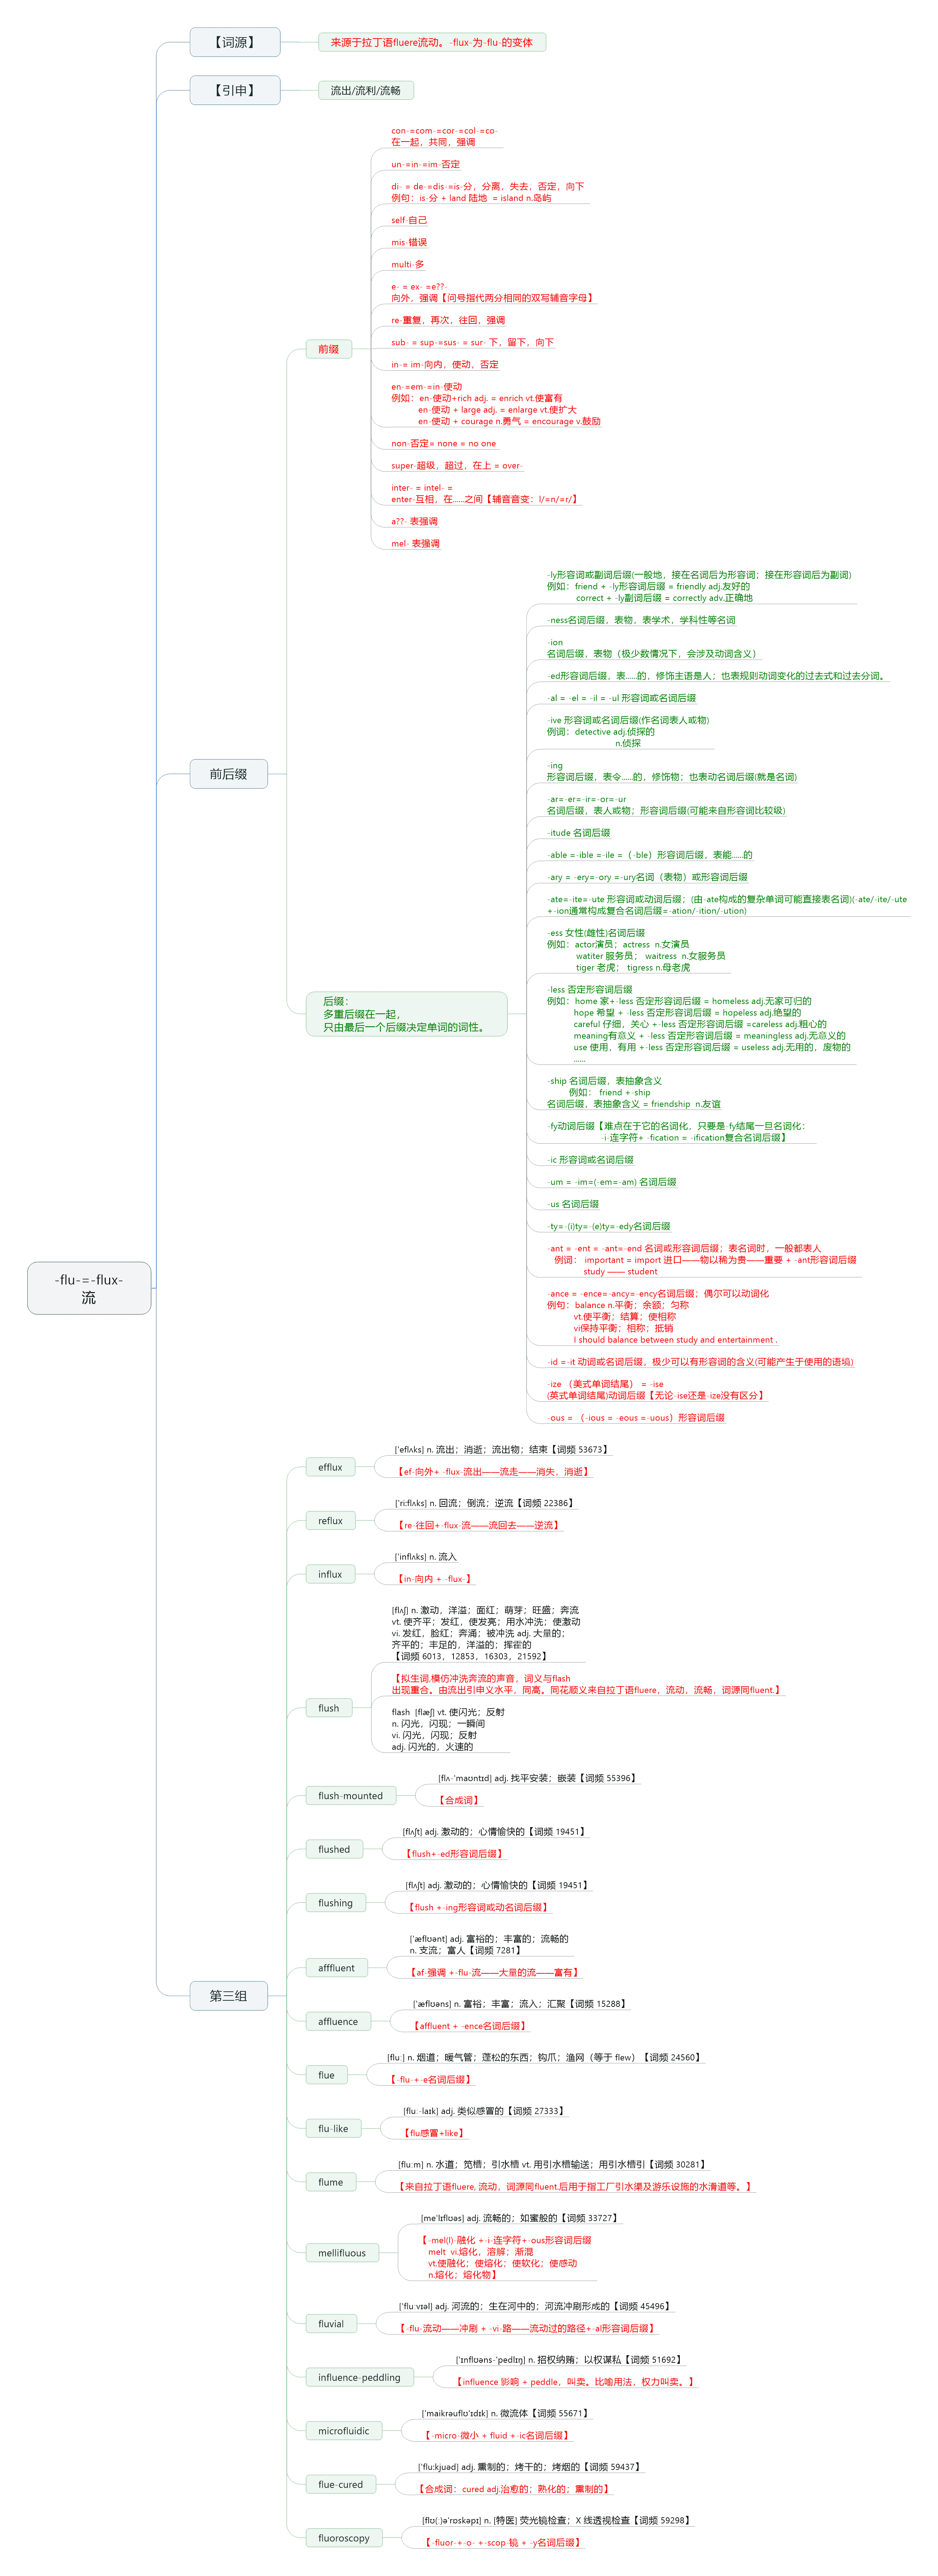 -flu-=-flux-
流
【词源】
来源于拉丁语fluere流动。-flux-为-flu-的变体
【引申】
流出/流利/流畅
前后缀
前缀
con-=com-=cor-=col-=co-
在一起，共同，强调
un-=in-=im-否定
di- = de-=dis-=is-分，分离，失去，否定，向下
例句：is-分 + land 陆地  = island n.岛屿
self-自己
mis-错误
multi-多
e- = ex- =e??-
向外，强调【问号指代两分相同的双写辅音字母】
re-重复，再次，往回，强调
sub- = sup-=sus- = sur- 下，留下，向下
in-= im-向内，使动，否定
en-=em-=in-使动
例如：en-使动+rich adj. = enrich vt.使富有
en-使动 + large adj. = enlarge vt.使扩大
en-使动 + courage n.勇气 = encourage v.鼓励
non-否定= none = no one
super-超级，超过，在上 = over-
inter- = intel- =
enter-互相，在……之间【辅音音变：l/=n/=r/】
a??- 表强调
mel- 表强调
后缀：
多重后缀在一起，
只由最后一个后缀决定单词的词性。
-ly形容词或副词后缀(一般地，接在名词后为形容词；接在形容词后为副词)
例如：friend + -ly形容词后缀 = friendly adj.友好的
correct + -ly副词后缀 = correctly adv.正确地
-ness名词后缀，表物，表学术，学科性等名词
-ion
名词后缀，表物（极少数情况下，会涉及动词含义）
-ed形容词后缀，表……的，修饰主语是人；也表规则动词变化的过去式和过去分词。
-al = -el = -il = -ul 形容词或名词后缀
-ive 形容词或名词后缀(作名词表人或物)
例词：detective adj.侦探的
n.侦探
-ing
形容词后缀，表令……的，修饰物；也表动名词后缀(就是名词)
-ar=-er=-ir=-or=-ur
名词后缀，表人或物；形容词后缀(可能来自形容词比较级)
-itude 名词后缀
-able =-ible =-ile =（-ble）形容词后缀，表能……的
-ary = -ery=-ory =-ury名词（表物）或形容词后缀
-ate=-ite=-ute 形容词或动词后缀；(由-ate构成的复杂单词可能直接表名词)(-ate/-ite/-ute
+-ion通常构成复合名词后缀=-ation/-ition/-ution)
-ess 女性(雌性)名词后缀
例如：actor演员；actress  n.女演员
watiter 服务员； waitress  n.女服务员
tiger 老虎； tigress n.母老虎
-less 否定形容词后缀
例如：home 家+-less 否定形容词后缀 = homeless adj.无家可归的
hope 希望 + -less 否定形容词后缀 = hopeless adj.绝望的
careful 仔细，关心 +-less 否定形容词后缀 =careless adj.粗心的
meaning有意义 + -less 否定形容词后缀 = meaningless adj.无意义的
use 使用，有用 +-less 否定形容词后缀 = useless adj.无用的，废物的
……
-ship 名词后缀，表抽象含义
例如： friend +-ship
名词后缀，表抽象含义 = friendship  n.友谊
-fy动词后缀【难点在于它的名词化，只要是-fy结尾一旦名词化：
-i-连字符+ -fication = -ification复合名词后缀】
-ic 形容词或名词后缀
-um = -im=(-em=-am) 名词后缀
-us 名词后缀
-ty=-(i)ty=-(e)ty=-edy名词后缀
-ant = -ent = -ant=-end 名词或形容词后缀；表名词时，一般都表人
例词： important = import 进口——物以稀为贵——重要 + -ant形容词后缀
study —— student
-ance = -ence=-ancy=-ency名词后缀；偶尔可以动词化
例句：balance n.平衡；余额；匀称
vt.使平衡；结算；使相称
vi保持平衡；相称；抵销
I should balance between study and entertainment .
-id =-it 动词或名词后缀，极少可以有形容词的含义(可能产生于使用的语境)
-ize （美式单词结尾） = -ise
(英式单词结尾)动词后缀【无论-ise还是-ize没有区分】
-ous = （-ious = -eous =-uous）形容词后缀
第三组
efflux
['eflʌks] n. 流出；消逝；流出物；结束【词频 53673】
【ef-向外+ -flux-流出——流走——消失，消逝】
reflux
['ri:flʌks] n. 回流；倒流；逆流【词频 22386】
【re-往回+-flux-流——流回去——逆流】
influx
['inflʌks] n. 流入
【in-向内 + -flux-】
flush
[flʌʃ] n. 激动，洋溢；面红；萌芽；旺盛；奔流
vt. 使齐平；发红，使发亮；用水冲洗；使激动
vi. 发红，脸红；奔涌；被冲洗 adj. 大量的；
齐平的；丰足的，洋溢的；挥霍的
【词频 6013，12853，16303，21592】
【拟生词,模仿冲洗奔流的声音，词义与flash
出现重合。由流出引申义水平，同高。同花顺义来自拉丁语fluere，流动，流畅，词源同fluent.】
flash  [flæʃ] vt. 使闪光；反射
n. 闪光，闪现；一瞬间
vi. 闪光，闪现；反射
adj. 闪光的，火速的
flush-mounted
[flʌ-'maʊntɪd] adj. 找平安装；嵌装【词频 55396】
【合成词】
flushed
[flʌʃt] adj. 激动的；心情愉快的【词频 19451】
【flush+-ed形容词后缀】
flushing
[flʌʃt] adj. 激动的；心情愉快的【词频 19451】
【flush +-ing形容词或动名词后缀】
afffluent
['æflʊənt] adj. 富裕的；丰富的；流畅的
n. 支流；富人【词频 7281】
【af-强调 +-flu-流——大量的流——富有】
affluence
['æflʊəns] n. 富裕；丰富；流入；汇聚【词频 15288】
【affluent + -ence名词后缀】
flue
[flu:] n. 烟道；暖气管；蓬松的东西；钩爪；渔网（等于 flew）【词频 24560】
【-flu-+-e名词后缀】
flu-like
[flu:-laɪk] adj. 类似感冒的【词频 27333】
【flu感冒+like】
flume
[flu:m] n. 水道；笕槽；引水槽 vt. 用引水槽输送；用引水槽引【词频 30281】
【来自拉丁语fluere, 流动，词源同fluent.后用于指工厂引水渠及游乐设施的水滑道等。】
mellifluous
[me'lɪflʊəs] adj. 流畅的；如蜜般的【词频 33727】
【-mel(l)-融化 +-i-连字符+-ous形容词后缀
melt  vi.熔化，溶解；渐混
vt.使融化；使熔化；使软化；使感动
n.熔化；熔化物】
fluvial
['flu:vɪəl] adj. 河流的；生在河中的；河流冲刷形成的【词频 45496】
【-flu-流动——冲刷 + -vi-路——流动过的路径+-al形容词后缀】
influence-peddling
['ɪnflʊəns-'pedlɪŋ] n. 招权纳贿；以权谋私【词频 51692】
【influence 影响 + peddle，叫卖。比喻用法，权力叫卖。】
microfluidic
['maikrəuflʊ'ɪdɪk] n. 微流体【词频 55671】
【-micro-微小 + fluid +-ic名词后缀】
flue-cured
['flu:kjuəd] adj. 熏制的；烤干的；烤烟的【词频 59437】
【合成词：cured adj.治愈的；熟化的；熏制的】
fluoroscopy
[flʊ(:)ə'rɒskəpɪ] n. [特医] 荧光镜检查；X 线透视检查【词频 59298】
【-fluor-+-o- +-scop-镜 + -y名词后缀】